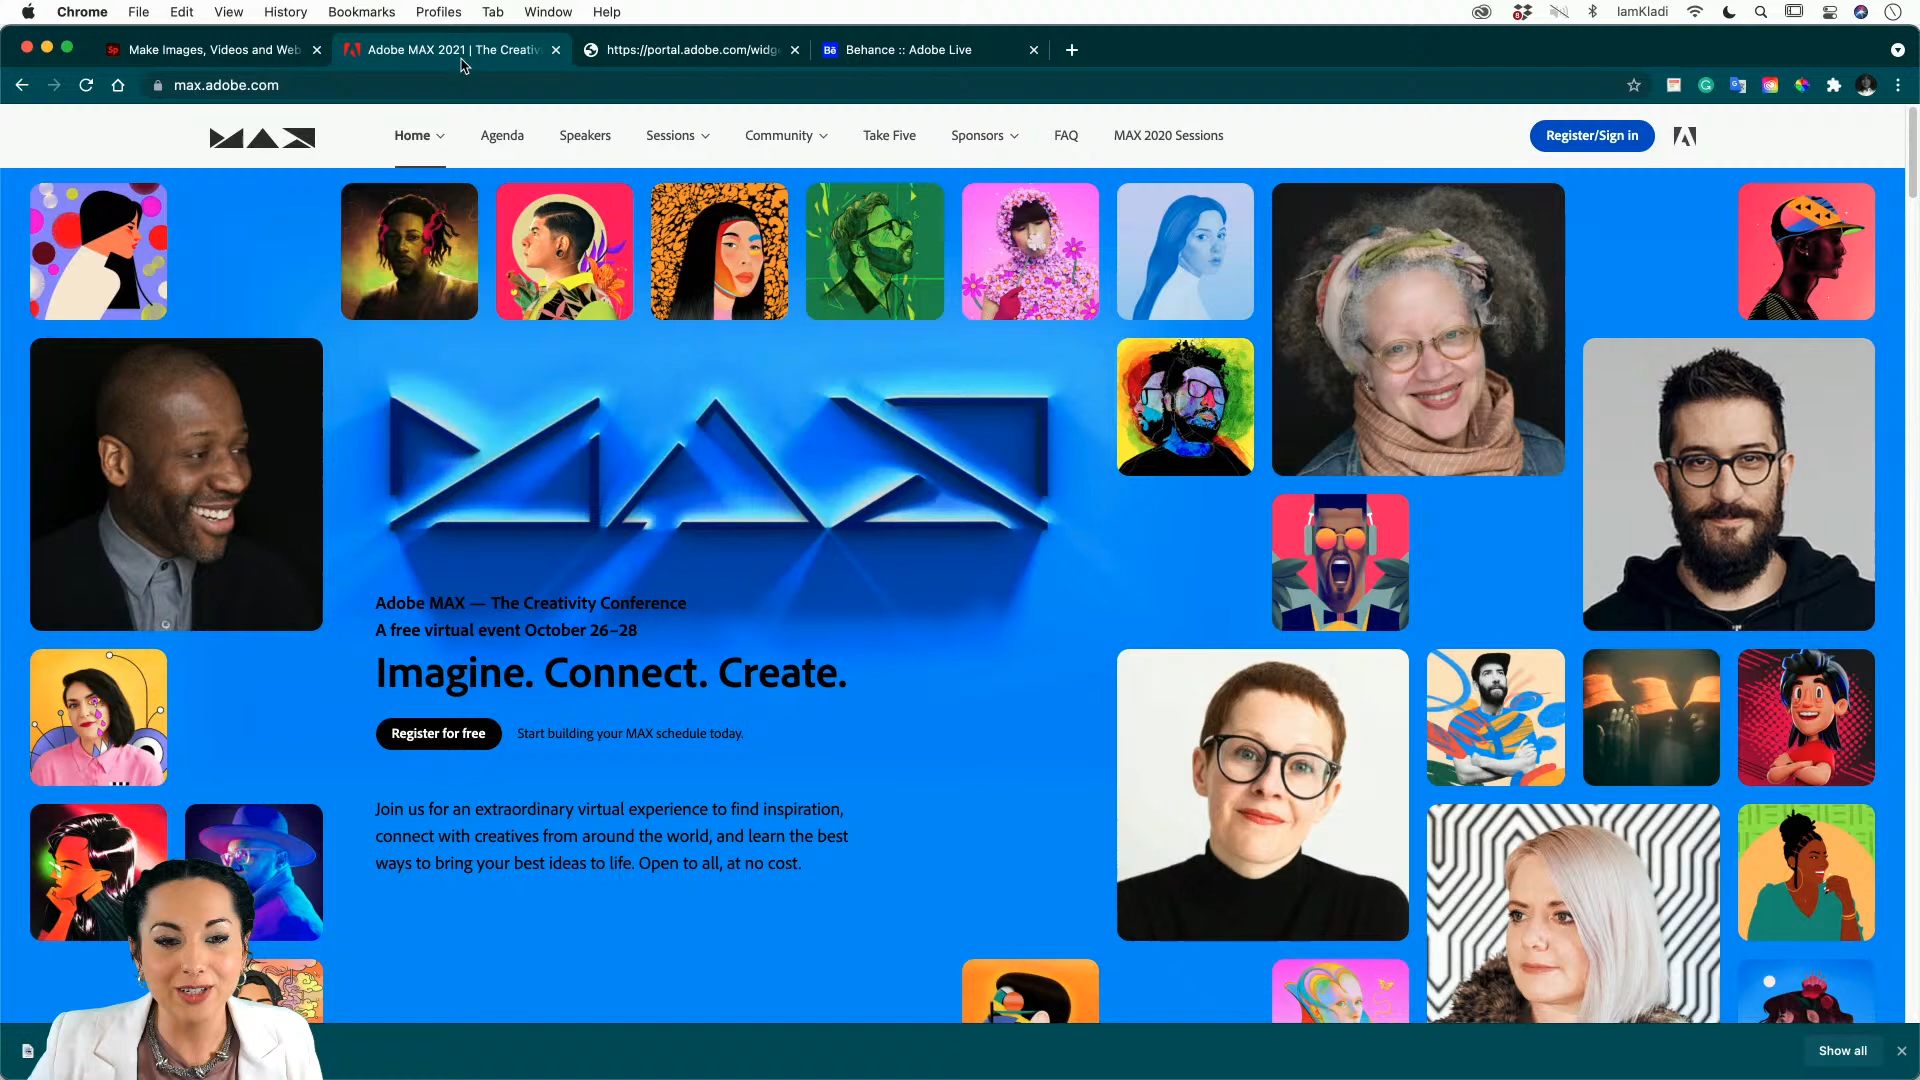 Chrome File Edit View History Bookmarks Profiles Tab Window Help
8
IamKladi
Sp Make Images, Videos and Web
Adobe MAX 2021 | The Creativ
https://portal.adobe.com/widg
Bē Behance :: Adobe Live
max.adobe.com
MAX
Home Agenda Speakers Sessions Community Take Five Sponsors FAQ MAX 2020 Sessions Register/Sign in
MAX
Adobe MAX — The Creativity Conference
A free virtual event October 26–28
Imagine. Connect. Create.
Register for free Start building your MAX schedule today.
Join us for an extraordinary virtual experience to find inspiration,
connect with creatives from around the world, and learn the best
ways to bring your best ideas to life. Open to all, at no cost.
Show all